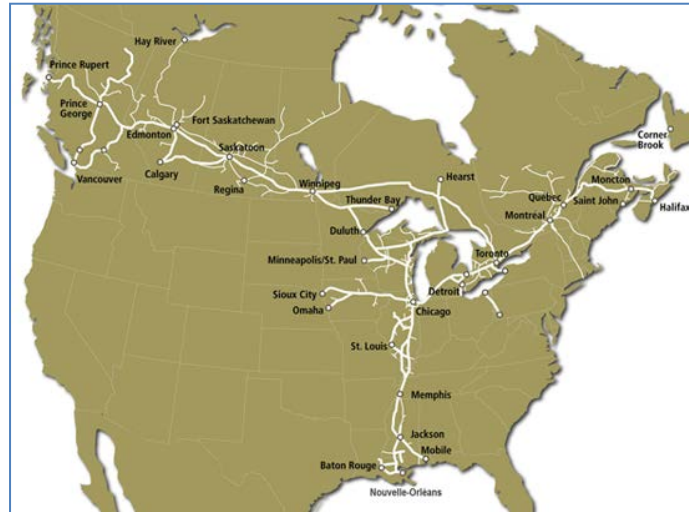 Hay River
Prince Rupert
Prince
George
Fort Saskatchewan
Edmonton
Saskatoon
Calgary
Vancouver
Regina
Winnipeg
Hearst
Thunder Bay
Corner
Brook
Moncton
Québec
Saint John
Halifax
Montréal
Duluth
Toronto
Minneapolis/St. Paul
Sioux City
Detroit
Omaha
Chicago
St. Louis
Memphis
Jackson
Mobile
Baton Rouge
Nouvelle-Orléans